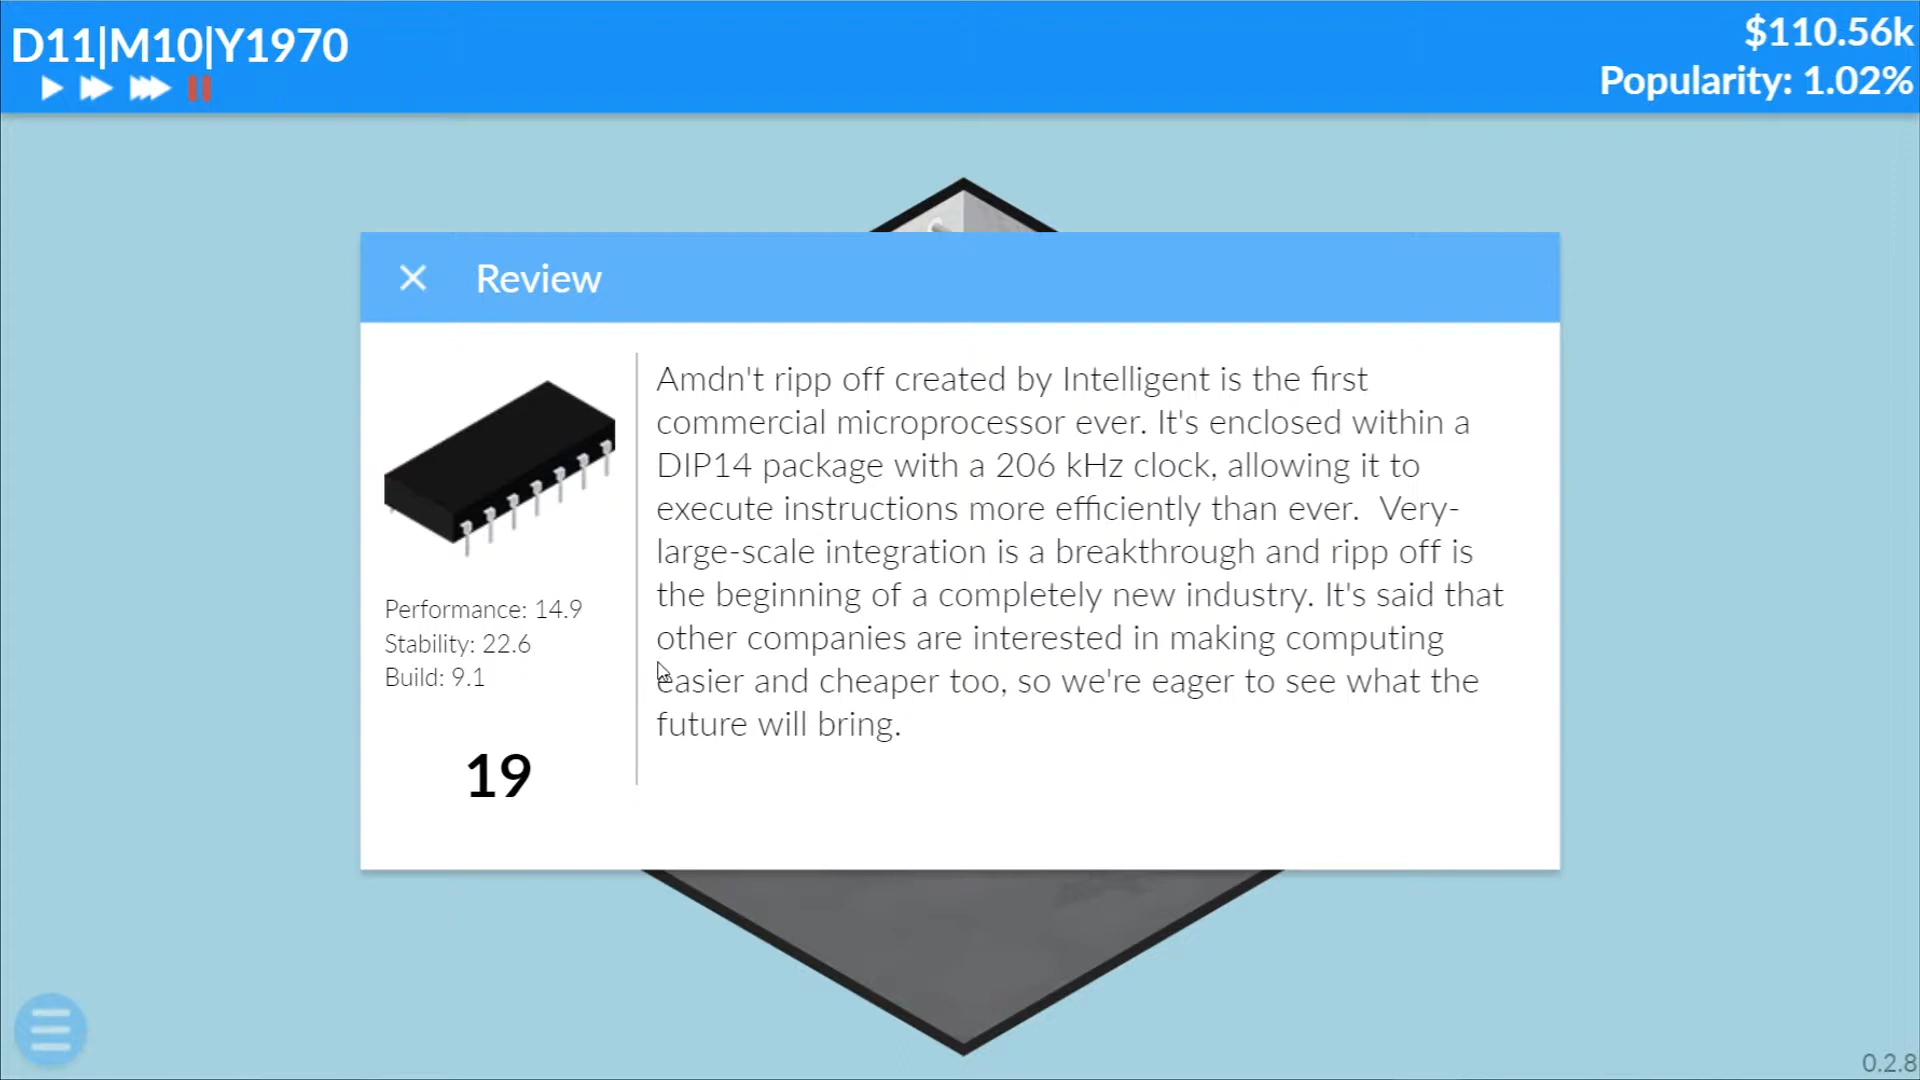 D11|M10|Y1970
$110.56k
Popularity: 1.02%
Review
Amdn't ripp off created by Intelligent is the first
commercial microprocessor ever. It's enclosed within a
DIP14 package with a 206 kHz clock, allowing it to
execute instructions more efficiently than ever.  Very-
large-scale integration is a breakthrough and ripp off is
the beginning of a completely new industry. It's said that
other companies are interested in making computing
easier and cheaper too, so we're eager to see what the
future will bring.
Performance: 14.9
Stability: 22.6
Build: 9.1
19
0.2.8